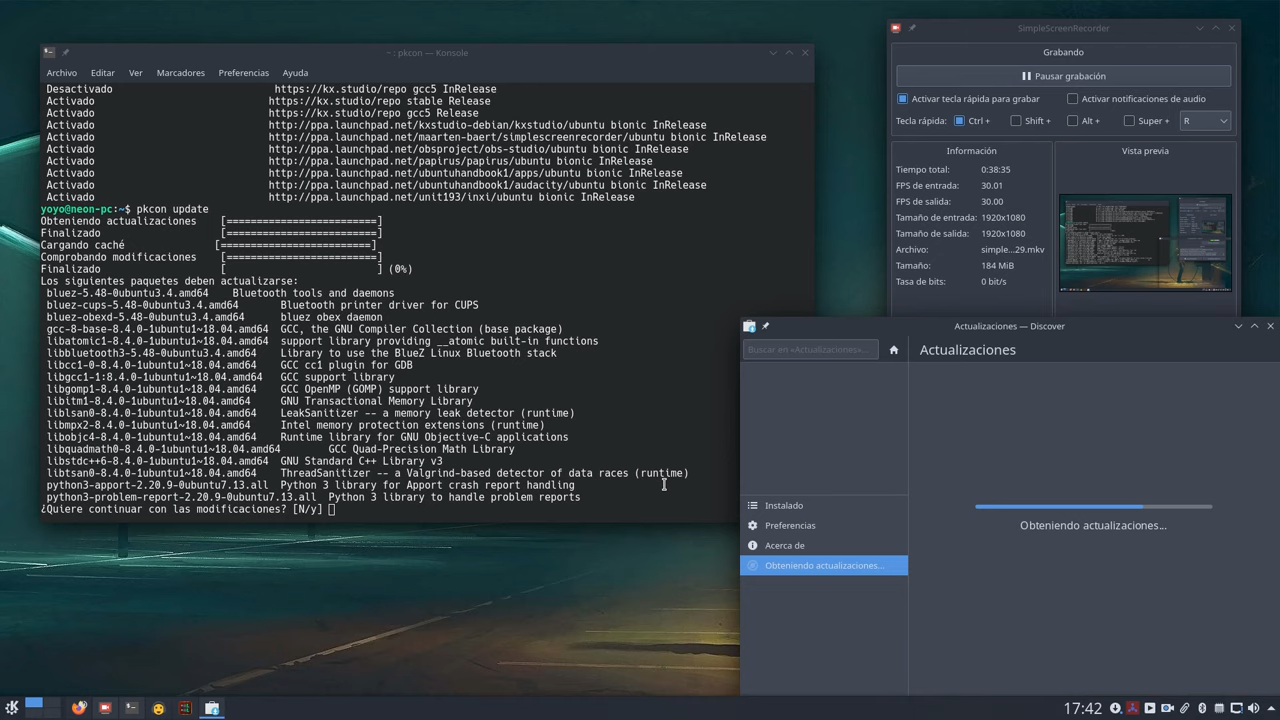 ~ : pkcon — Konsole
Archivo Editar Ver Marcadores Preferencias Ayuda
Desactivado https://kx.studio/repo gcc5 InRelease
Activado https://kx.studio/repo stable Release
Activado https://kx.studio/repo gcc5 Release
Activado http://ppa.launchpad.net/kxstudio-debian/kxstudio/ubuntu bionic InRelease
Activado http://ppa.launchpad.net/maarten-baert/simplescreenrecorder/ubuntu bionic InRelease
Activado http://ppa.launchpad.net/obsproject/obs-studio/ubuntu bionic InRelease
Activado http://ppa.launchpad.net/papirus/papirus/ubuntu bionic InRelease
Activado http://ppa.launchpad.net/ubuntuhandbook1/apps/ubuntu bionic InRelease
Activado http://ppa.launchpad.net/ubuntuhandbook1/audacity/ubuntu bionic InRelease
Activado http://ppa.launchpad.net/unit193/inxi/ubuntu bionic InRelease
yoyo@neon-pc:~$ pkcon update
Obteniendo actualizaciones [=========================]
Finalizado [=========================]
Cargando caché [=========================]
Comprobando modificaciones [=========================]
Finalizado [ ] (0%)
Los siguientes paquetes deben actualizarse:
bluez-5.48-0ubuntu3.4.amd64 Bluetooth tools and daemons
bluez-cups-5.48-0ubuntu3.4.amd64 Bluetooth printer driver for CUPS
bluez-obexd-5.48-0ubuntu3.4.amd64 bluez obex daemon
gcc-8-base-8.4.0-1ubuntu1~18.04.amd64 GCC, the GNU Compiler Collection (base package)
libatomic1-8.4.0-1ubuntu1~18.04.amd64 support library providing __atomic built-in functions
libbluetooth3-5.48-0ubuntu3.4.amd64 Library to use the BlueZ Linux Bluetooth stack
libcc1-0-8.4.0-1ubuntu1~18.04.amd64 GCC cc1 plugin for GDB
libgcc1-1:8.4.0-1ubuntu1~18.04.amd64 GCC support library
libgomp1-8.4.0-1ubuntu1~18.04.amd64 GCC OpenMP (GOMP) support library
libitm1-8.4.0-1ubuntu1~18.04.amd64 GNU Transactional Memory Library
liblsan0-8.4.0-1ubuntu1~18.04.amd64 LeakSanitizer -- a memory leak detector (runtime)
libmpx2-8.4.0-1ubuntu1~18.04.amd64 Intel memory protection extensions (runtime)
libobjc4-8.4.0-1ubuntu1~18.04.amd64 Runtime library for GNU Objective-C applications
libquadmath0-8.4.0-1ubuntu1~18.04.amd64 GCC Quad-Precision Math Library
libstdc++6-8.4.0-1ubuntu1~18.04.amd64 GNU Standard C++ Library v3
libtsan0-8.4.0-1ubuntu1~18.04.amd64 ThreadSanitizer -- a Valgrind-based detector of data races (runtime)
python3-apport-2.20.9-0ubuntu7.13.all Python 3 library for Apport crash report handling
python3-problem-report-2.20.9-0ubuntu7.13.all Python 3 library to handle problem reports
¿Quiere continuar con las modificaciones? [N/y]
SimpleScreenRecorder
Grabando
Pausar grabación
Activar tecla rápida para grabar Activar notificaciones de audio
Tecla rápida: Ctrl + Shift + Alt + Super + R
Información
Tiempo total: 0:38:35
FPS de entrada: 30.01
FPS de salida: 30.00
Tamaño de entrada: 1920x1080
Tamaño de salida: 1920x1080
Archivo: simple...29.mkv
Tamaño: 184 MiB
Tasa de bits: 0 bit/s
Vista previa
Actualizaciones — Discover
Buscar en «Actualizaciones»...
Actualizaciones
Instalado
Preferencias
Acerca de
Obteniendo actualizaciones...
Obteniendo actualizaciones...
17:42